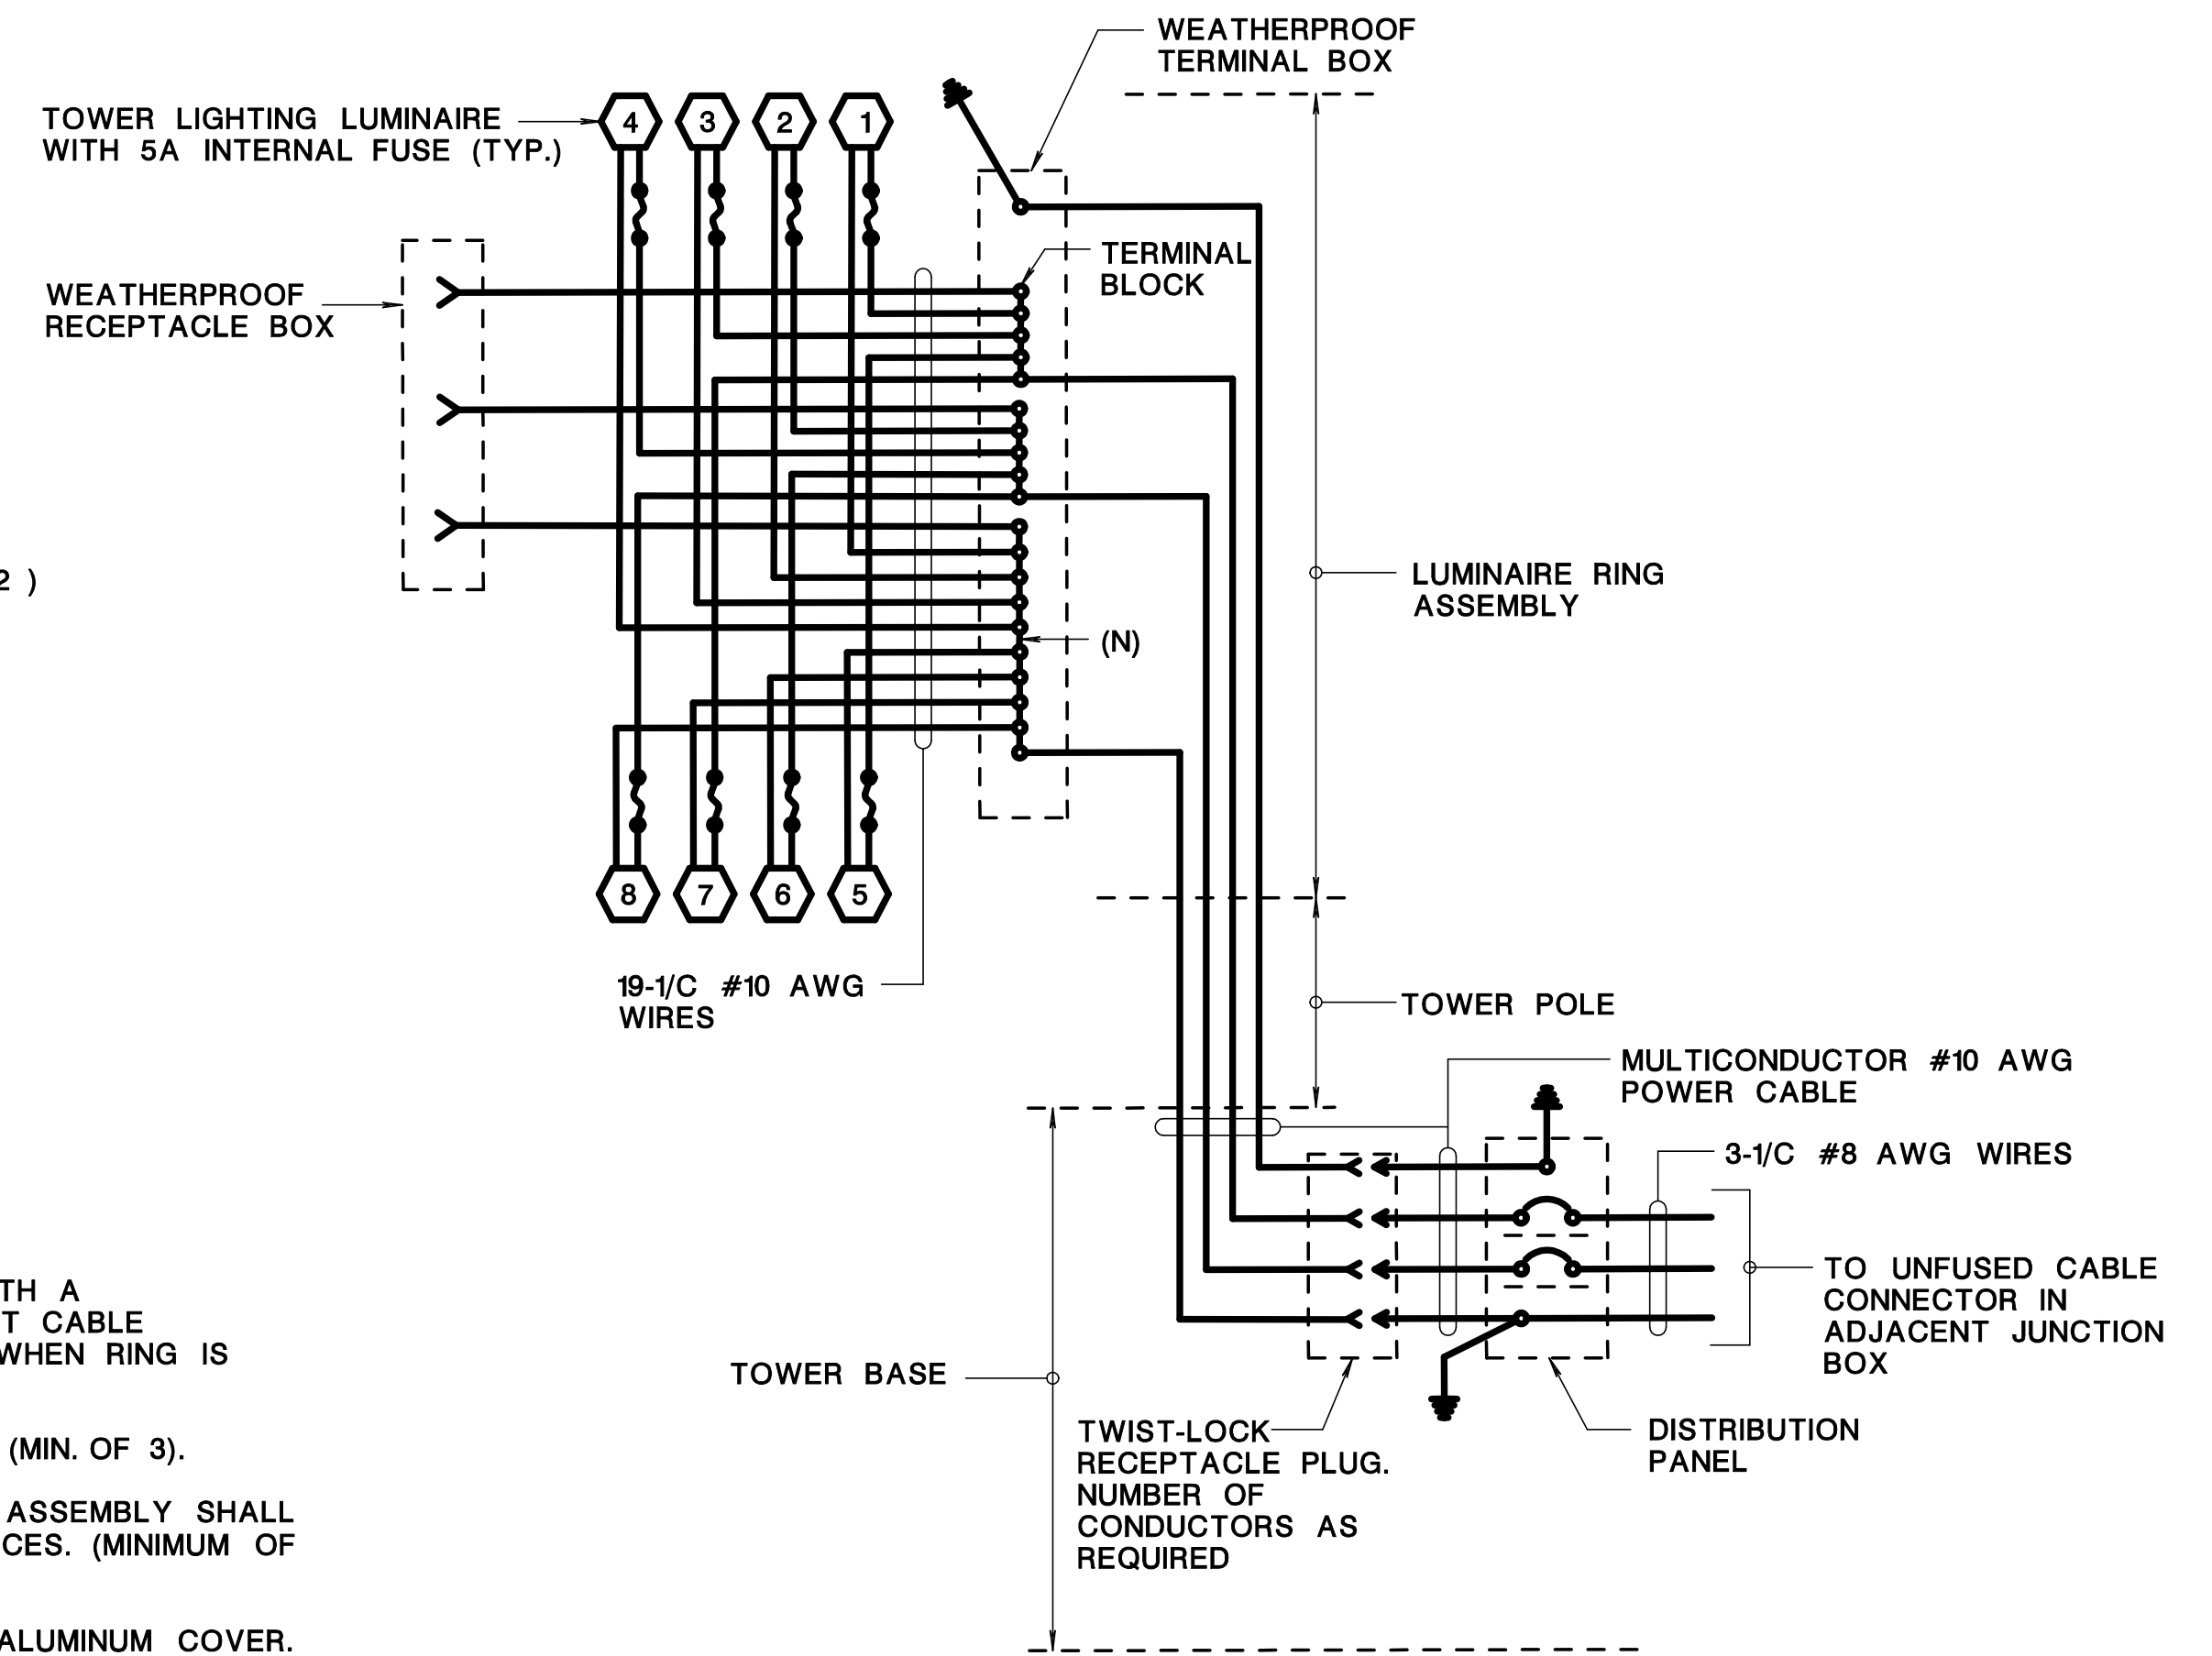 WEATHERPROOF
TERMINAL BOX
TOWER LIGHTING LUMINAIRE
WITH 5A INTERNAL FUSE (TYP.)
4 3 2 1
WEATHERPROOF
RECEPTACLE BOX
TERMINAL
BLOCK
2 )
LUMINAIRE RING
ASSEMBLY
(N)
8 7 6 5
19-1/C #10 AWG
WIRES
TOWER POLE
MULTICONDUCTOR #10 AWG
POWER CABLE
3-1/C #8 AWG WIRES
TO UNFUSED CABLE
CONNECTOR IN
ADJACENT JUNCTION
BOX
TH A
T CABLE
WHEN RING IS
TOWER BASE
(MIN. OF 3).
ASSEMBLY SHALL
CES. (MINIMUM OF
ALUMINUM COVER.
TWIST-LOCK
RECEPTACLE PLUG.
NUMBER OF
CONDUCTORS AS
REQUIRED
DISTRIBUTION
PANEL